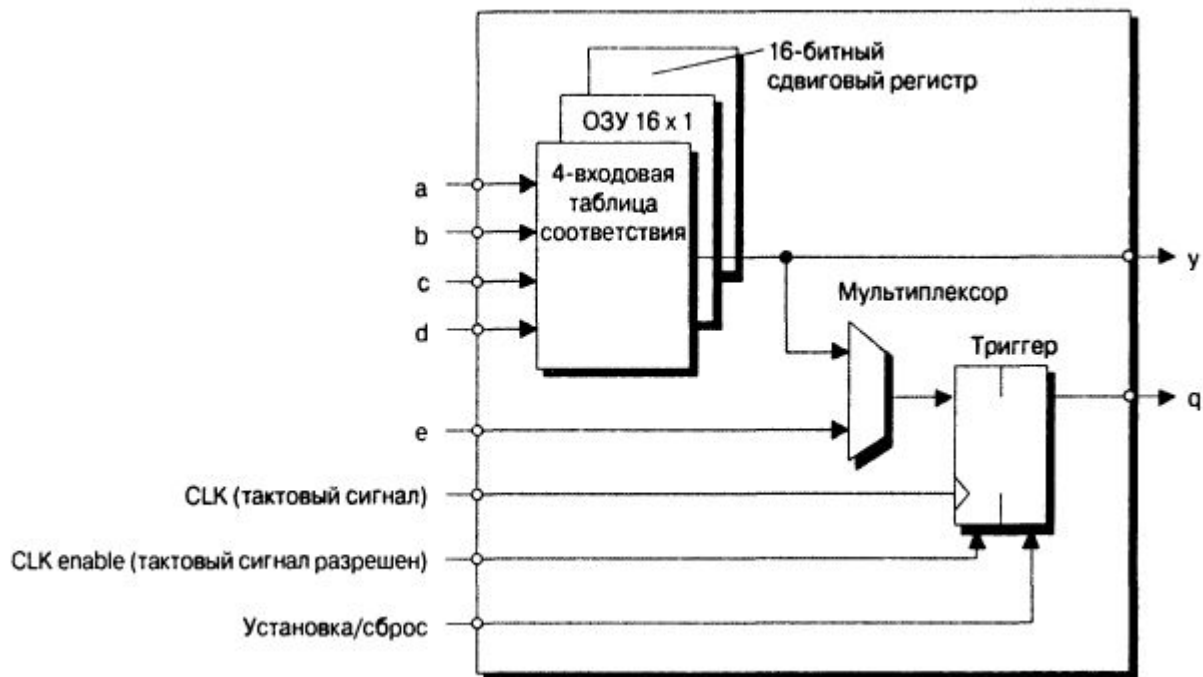 16-битный
сдвиговый регистр
ОЗУ 16 x 1
4-входовая
таблица
соответствия
a
b
c
d
y
Мультиплексор
Триггер
q
e
CLK (тактовый сигнал)
CLK enable (тактовый сигнал разрешен)
Установка/сброс